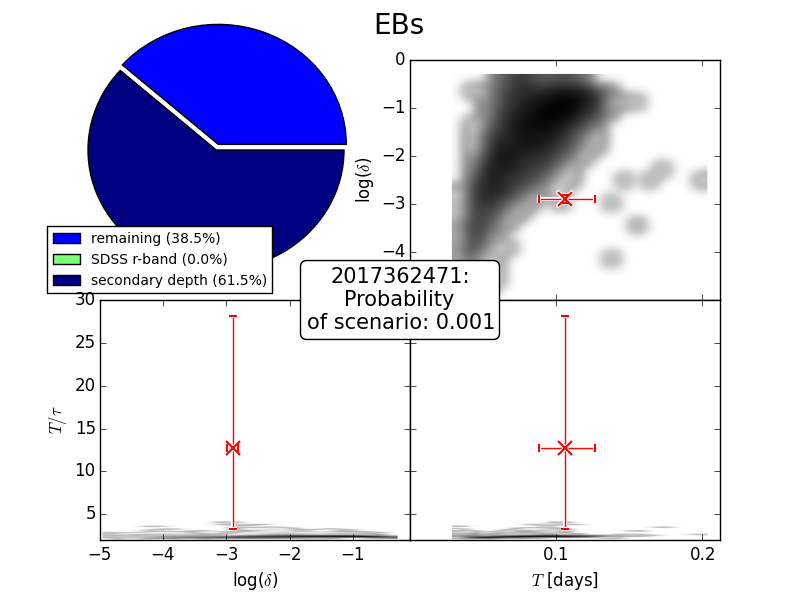 EBs
remaining (38.5%)
SDSS r-band (0.0%)
secondary depth (61.5%)
0
−1
−2
−3
−4
log(δ)
2017362471:
Probability
of scenario: 0.001
30
25
20
15
10
5
T/τ
−5 −4 −3 −2 −1
log(δ)
0.1 0.2
T [days]